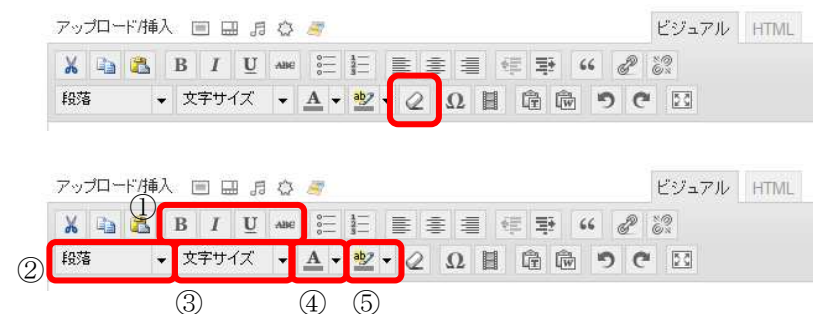 アップロード/挿入 ビジュアル HTML
B I U ABC “
段落 文字サイズ A ab Ω T W
アップロード/挿入 ビジュアル HTML
①
B I U ABC “
② 段落 文字サイズ A ab Ω T W
③ ④ ⑤